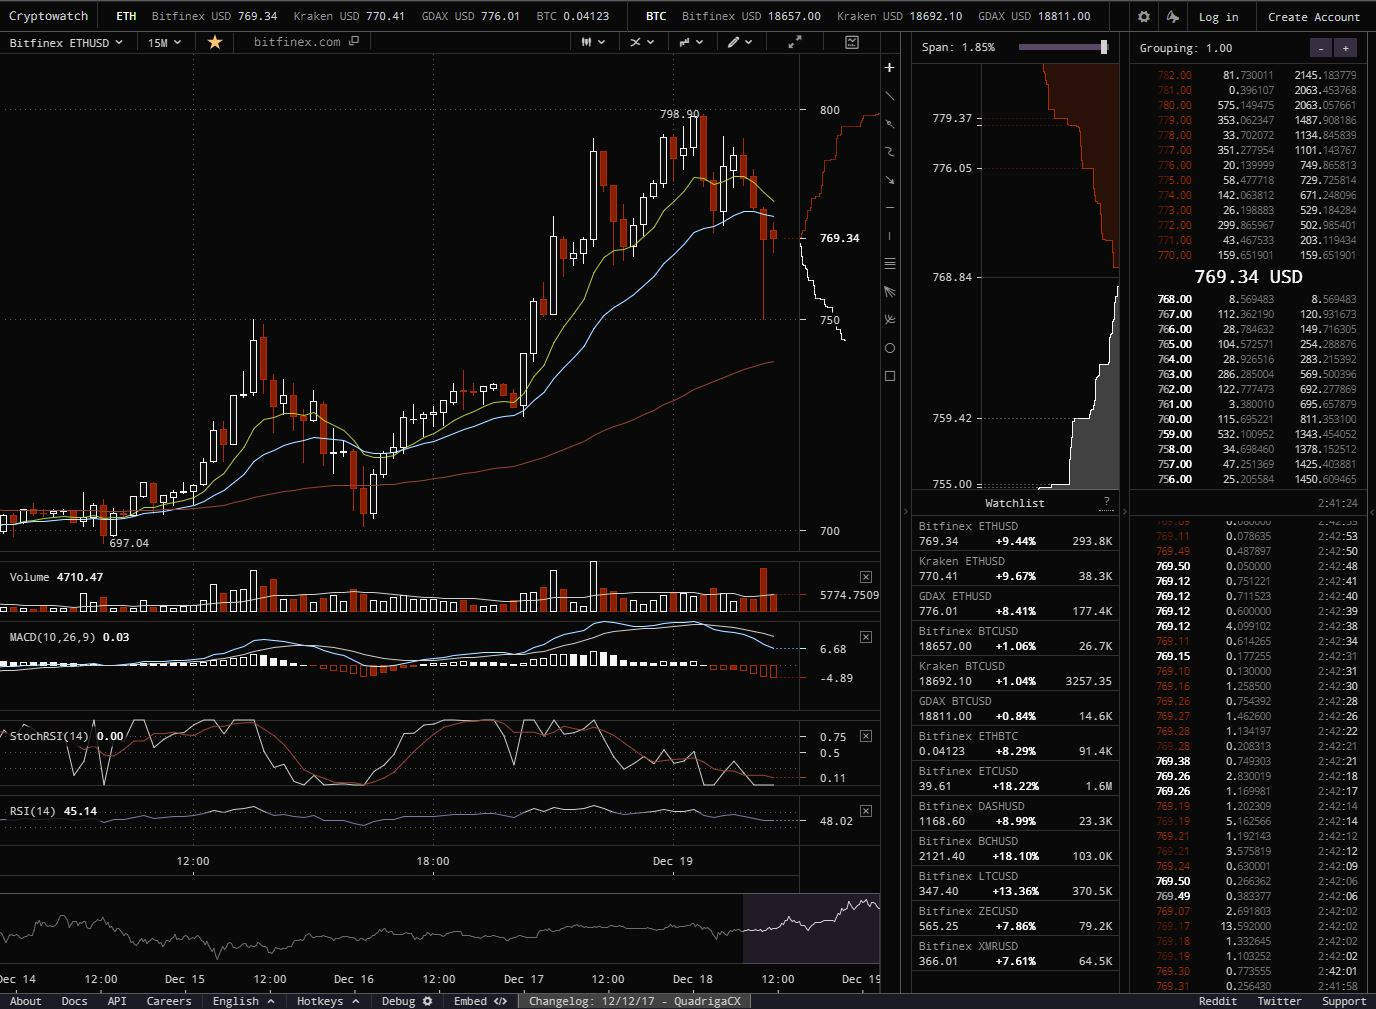 Cryptowatch ETH Bitfinex USD 769.34 Kraken USD 770.41 GDAX USD 776.01 BTC 0.04123 BTC Bitfinex USD 18657.00 Kraken USD 18692.10 GDAX USD 18811.00 Log in Create Account
Bitfinex ETHUSD 15M bitfinex.com
800
798.90
769.34
750
700
697.04
Volume 4710.47
5774.7509
MACD(10,26,9) 0.03
6.68
-4.89
StochRSI(14) 0.00
0.75
0.5
0.11
RSI(14) 45.14
48.02
12:00 18:00 Dec 19
Dec 14 12:00 Dec 15 12:00 Dec 16 12:00 Dec 17 12:00 Dec 18 12:00 Dec 19
Span: 1.85%
779.37
776.05
768.84
759.42
755.00
Watchlist ?
Bitfinex ETHUSD
769.34 +9.44% 293.8K
Kraken ETHUSD
770.41 +9.67% 38.3K
GDAX ETHUSD
776.01 +8.41% 177.4K
Bitfinex BTCUSD
18657.00 +1.06% 26.7K
Kraken BTCUSD
18692.10 +1.04% 3257.35
GDAX BTCUSD
18811.00 +0.84% 14.6K
Bitfinex ETHBTC
0.04123 +8.29% 91.4K
Bitfinex ETCUSD
39.61 +18.22% 1.6M
Bitfinex DASHUSD
1168.60 +8.99% 23.3K
Bitfinex BCHUSD
2121.40 +18.10% 103.0K
Bitfinex LTCUSD
347.40 +13.36% 370.5K
Bitfinex ZECUSD
565.25 +7.86% 79.2K
Bitfinex XMRUSD
366.01 +7.61% 64.5K
Grouping: 1.00 - +
782.00 81.730011 2145.183779
781.00 0.396107 2063.453768
780.00 575.149475 2063.057661
779.00 353.062347 1487.908186
778.00 33.702072 1134.845839
777.00 351.277954 1101.143767
776.00 20.139999 749.865813
775.00 58.477718 729.725814
774.00 142.063812 671.248096
773.00 26.198883 529.184284
772.00 299.865967 502.985401
771.00 43.467533 203.119434
770.00 159.651901 159.651901
769.34 USD
768.00 8.569483 8.569483
767.00 112.362190 120.931673
766.00 28.784632 149.716305
765.00 104.572571 254.288876
764.00 28.926516 283.215392
763.00 286.285004 569.500396
762.00 122.777473 692.277869
761.00 3.380010 695.657879
760.00 115.695221 811.353100
759.00 532.100952 1343.454052
758.00 34.698460 1378.152512
757.00 47.251369 1425.403881
756.00 25.205584 1450.609465
2:41:24
769.11 0.078635 2:42:53
769.49 0.487897 2:42:50
769.50 0.050000 2:42:48
769.12 0.751221 2:42:41
769.12 0.711523 2:42:40
769.12 0.600000 2:42:39
769.12 4.099102 2:42:38
769.11 0.614265 2:42:34
769.15 0.177255 2:42:31
769.10 0.130000 2:42:31
769.16 1.258500 2:42:30
769.26 0.754392 2:42:28
769.27 1.462600 2:42:26
769.28 1.134197 2:42:22
769.28 0.208313 2:42:21
769.38 0.749303 2:42:21
769.26 2.830019 2:42:18
769.26 1.169981 2:42:17
769.19 1.202309 2:42:14
769.19 5.162566 2:42:14
769.21 1.192143 2:42:12
769.21 3.575819 2:42:12
769.24 0.630001 2:42:09
769.50 0.266362 2:42:06
769.49 0.383377 2:42:06
769.07 2.691803 2:42:02
769.17 13.592000 2:42:02
769.18 1.332645 2:42:02
769.19 1.103252 2:42:02
769.30 0.773555 2:42:01
769.31 0.256430 2:41:58
About Docs API Careers English Hotkeys Debug Embed Changelog: 12/12/17 - QuadrigaCX Reddit Twitter Support